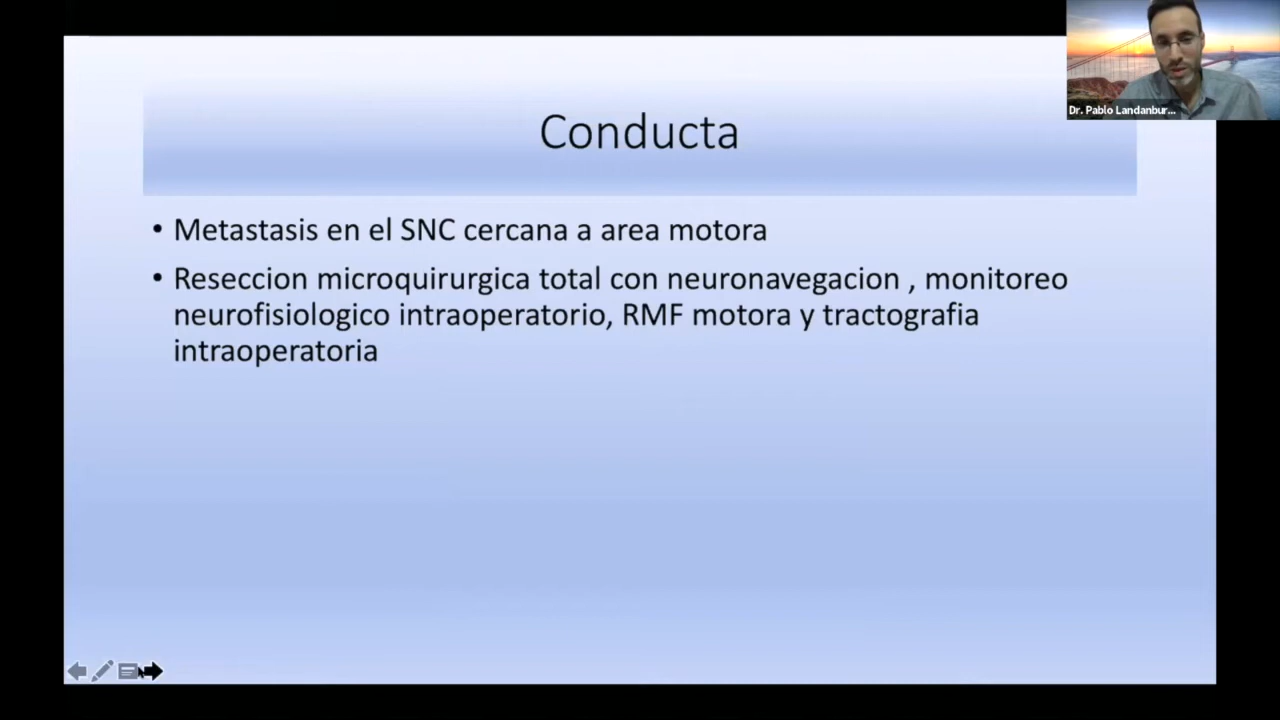 Conducta
• Metastasis en el SNC cercana a area motora
• Reseccion microquirurgica total con neuronavegacion , monitoreo
neurofisiologico intraoperatorio, RMF motora y tractografia
intraoperatoria
Dr. Pablo Landanbur...